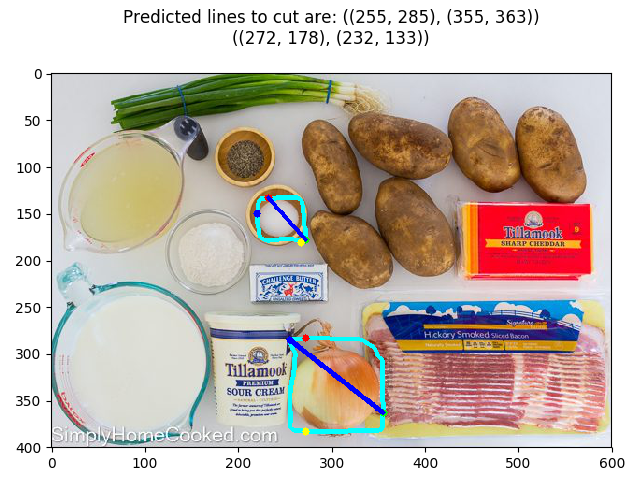 Predicted lines to cut are: ((255, 285), (355, 363))
((272, 178), (232, 133))
0
50
100
150
200
250
300
350
400
0
100
200
300
400
500
600
Tillamook
SHARP CHEDDAR
CHALLENGE BUTTER
Signature
Hickory Smoked Sliced Bacon
Tillamook
PREMIUM
SOUR CREAM
SimplyHomeCooked.com